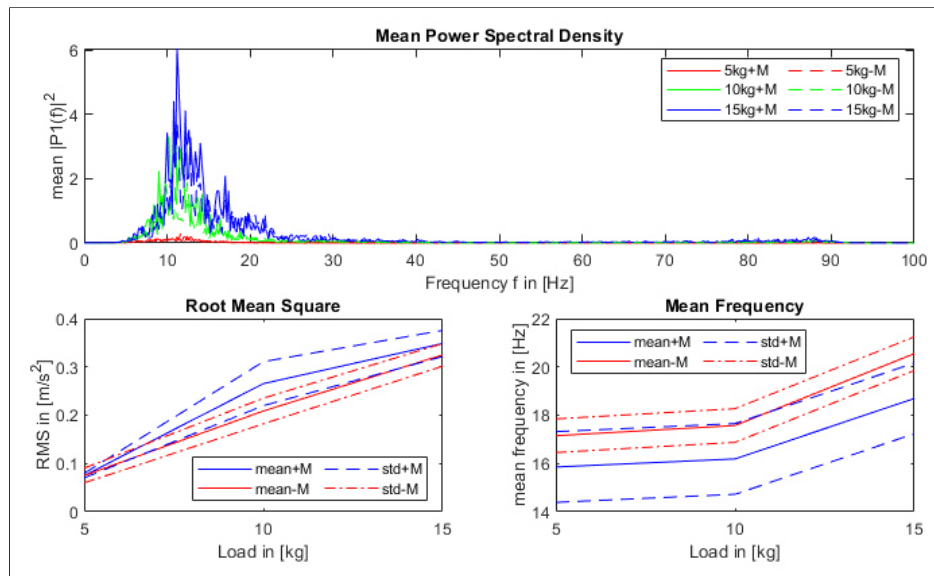 Mean Power Spectral Density
mean |P1(f)|²
6
4
2
0
5kg+M 5kg-M
10kg+M 10kg-M
15kg+M 15kg-M
0 10 20 30 40 50 60 70 80 90 100
Frequency f in [Hz]
Root Mean Square
RMS in [m/s²]
0.4
0.3
0.2
0.1
0
mean+M std+M
mean-M std-M
5 10 15
Load in [kg]
Mean Frequency
mean frequency in [Hz]
22
20
18
16
14
mean+M std+M
mean-M std-M
5 10 15
Load in [kg]